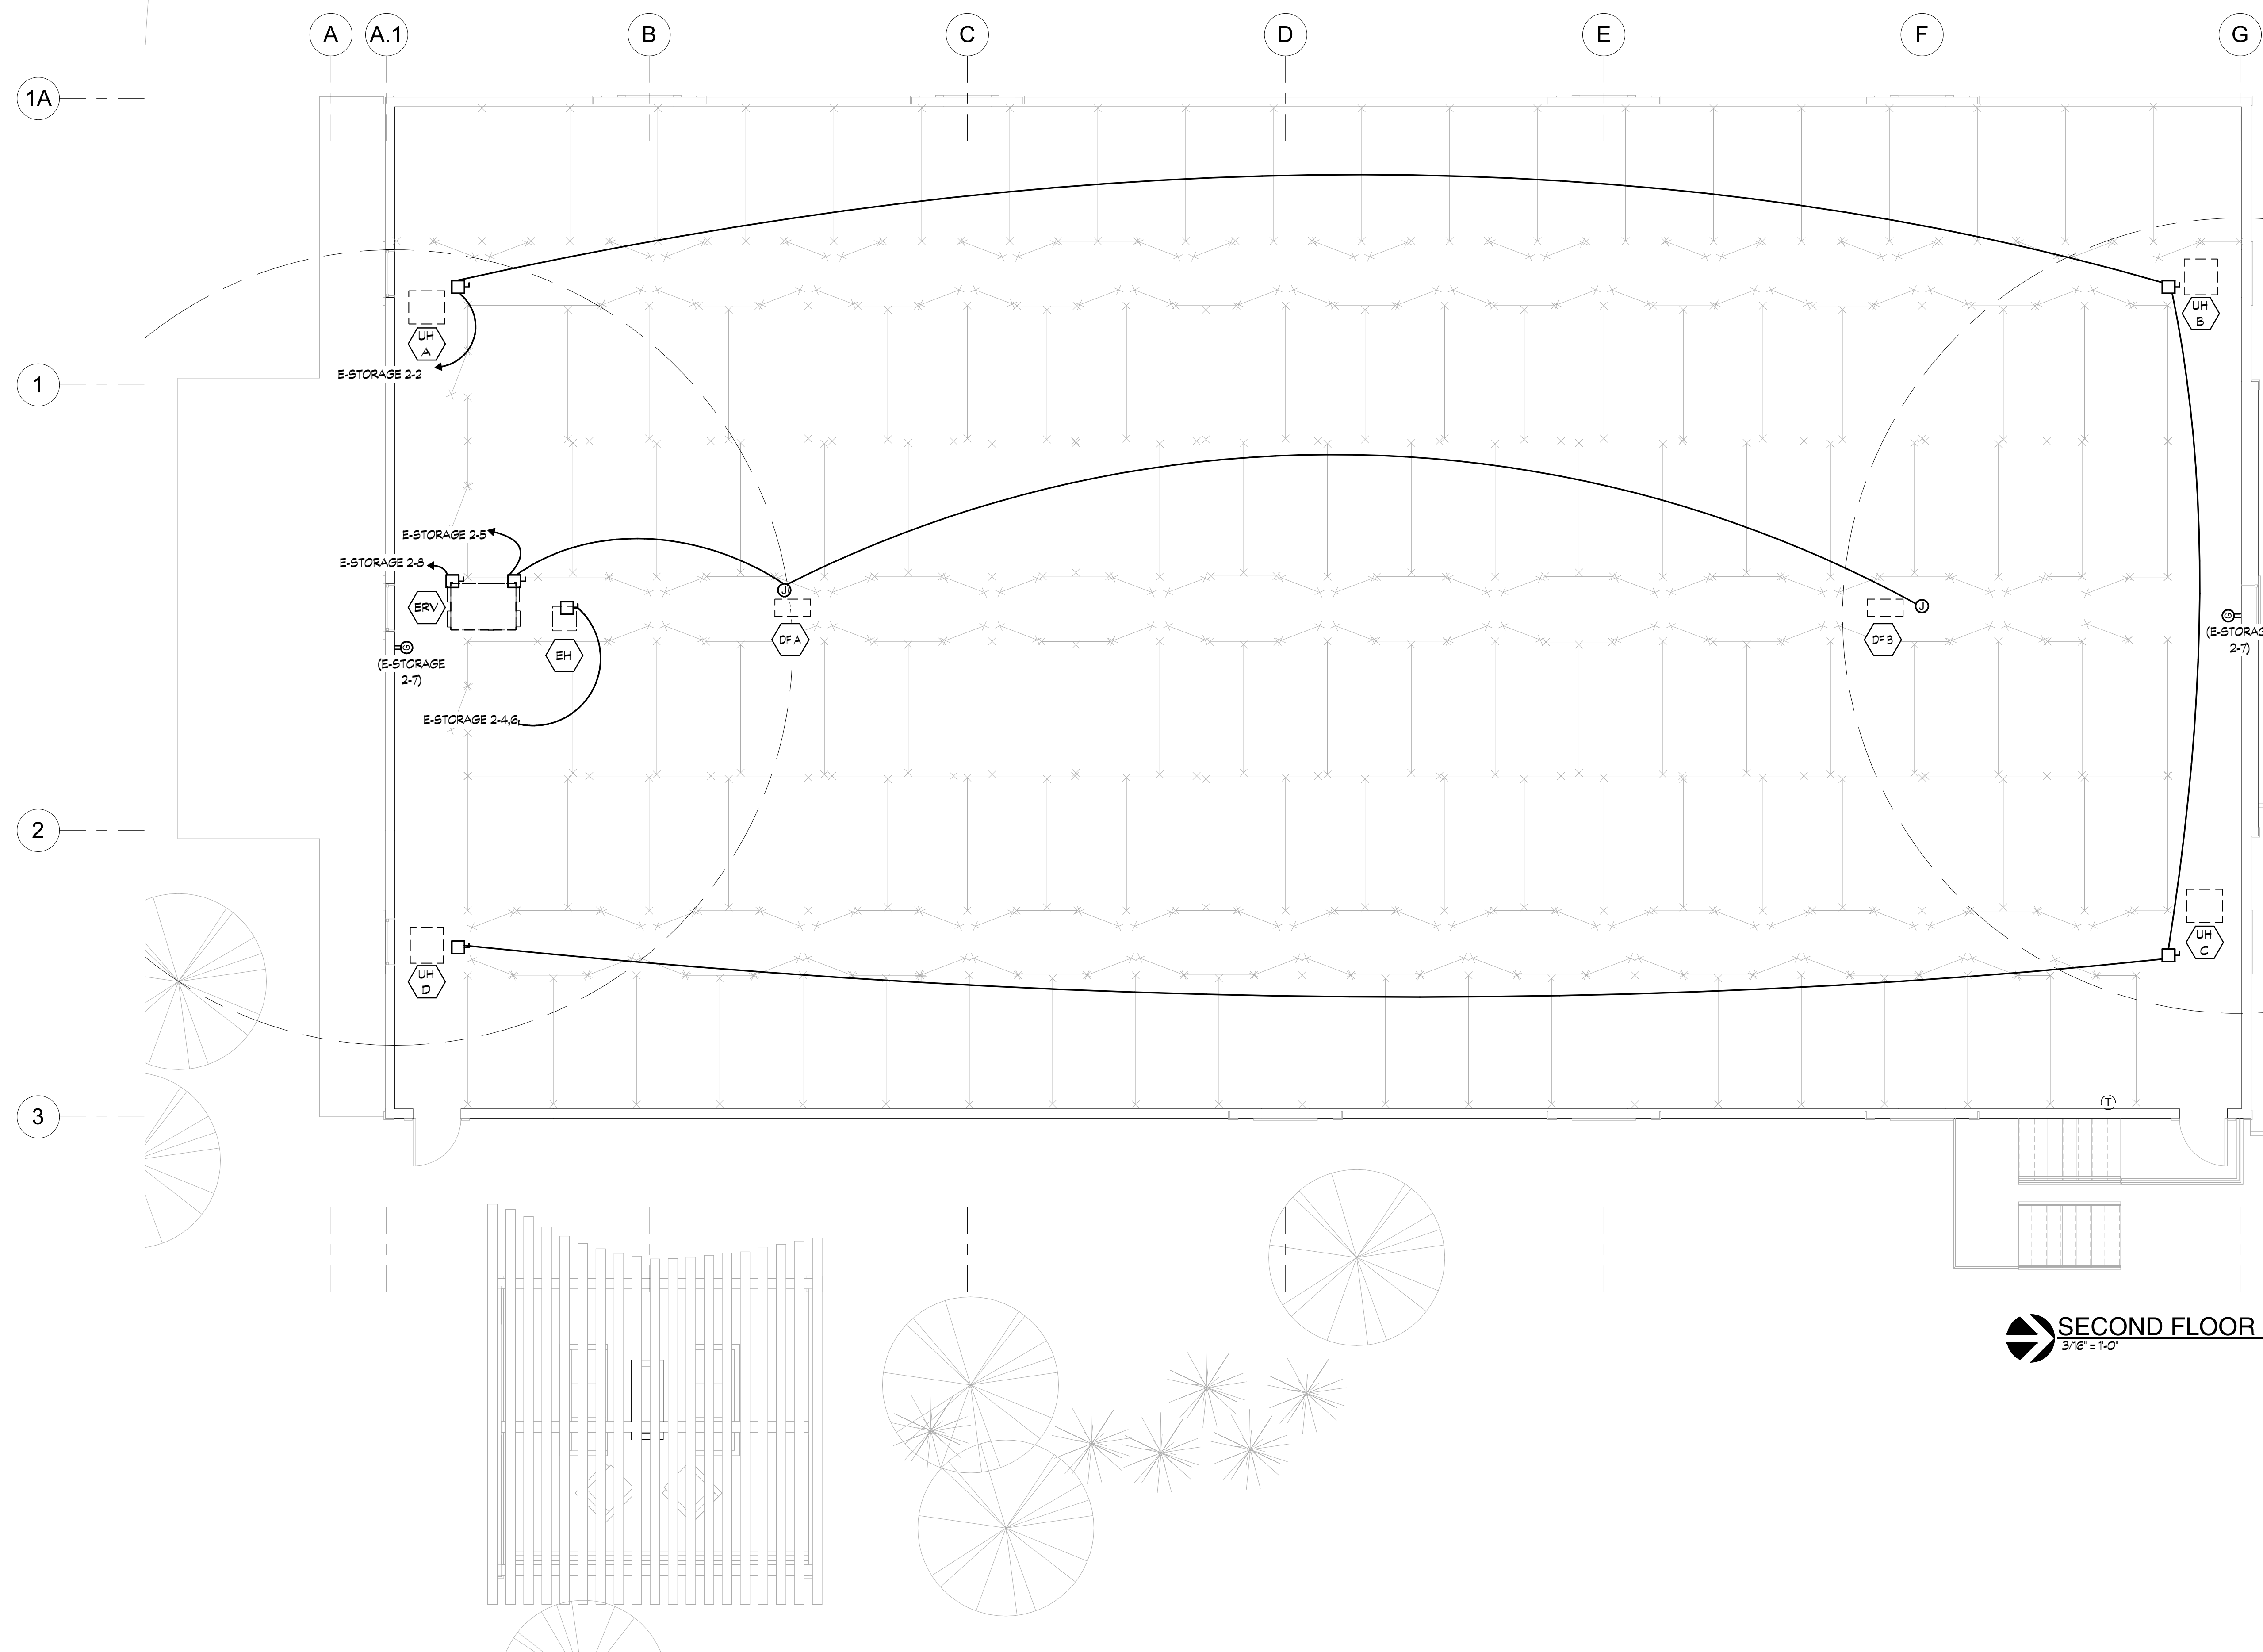 A
A.1
B
C
D
E
F
G
1A
1
2
3
UH
A
E-STORAGE 2-2
UH
B
E-STORAGE 2-5
E-STORAGE 2-8
ERV
G
(E-STORAGE
2-7)
EH
E-STORAGE 2-4,6
J
DF A
J
DF B
G
(E-STORAG
2-7)
UH
D
UH
C
T
SECOND FLOOR
3/16" = 1'-0"